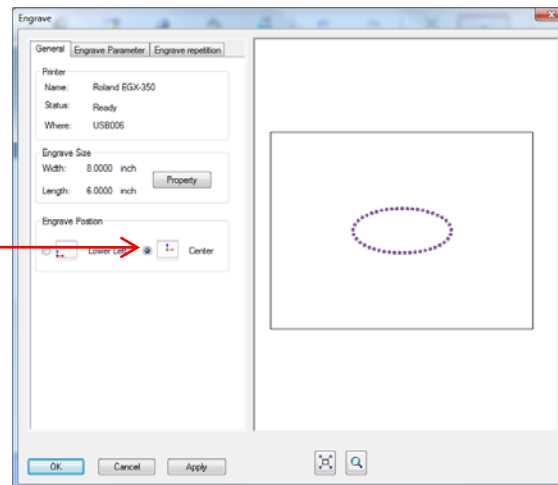 Engrave
General Engrave Parameter Engrave repetition
Printer
Name: Roland EGX-350
Status: Ready
Where: USB006
Engrave Size
Width: 8.0000 inch
Property
Length: 6.0000 inch
Engrave Postion
Lower Left Center
OK Cancel Apply